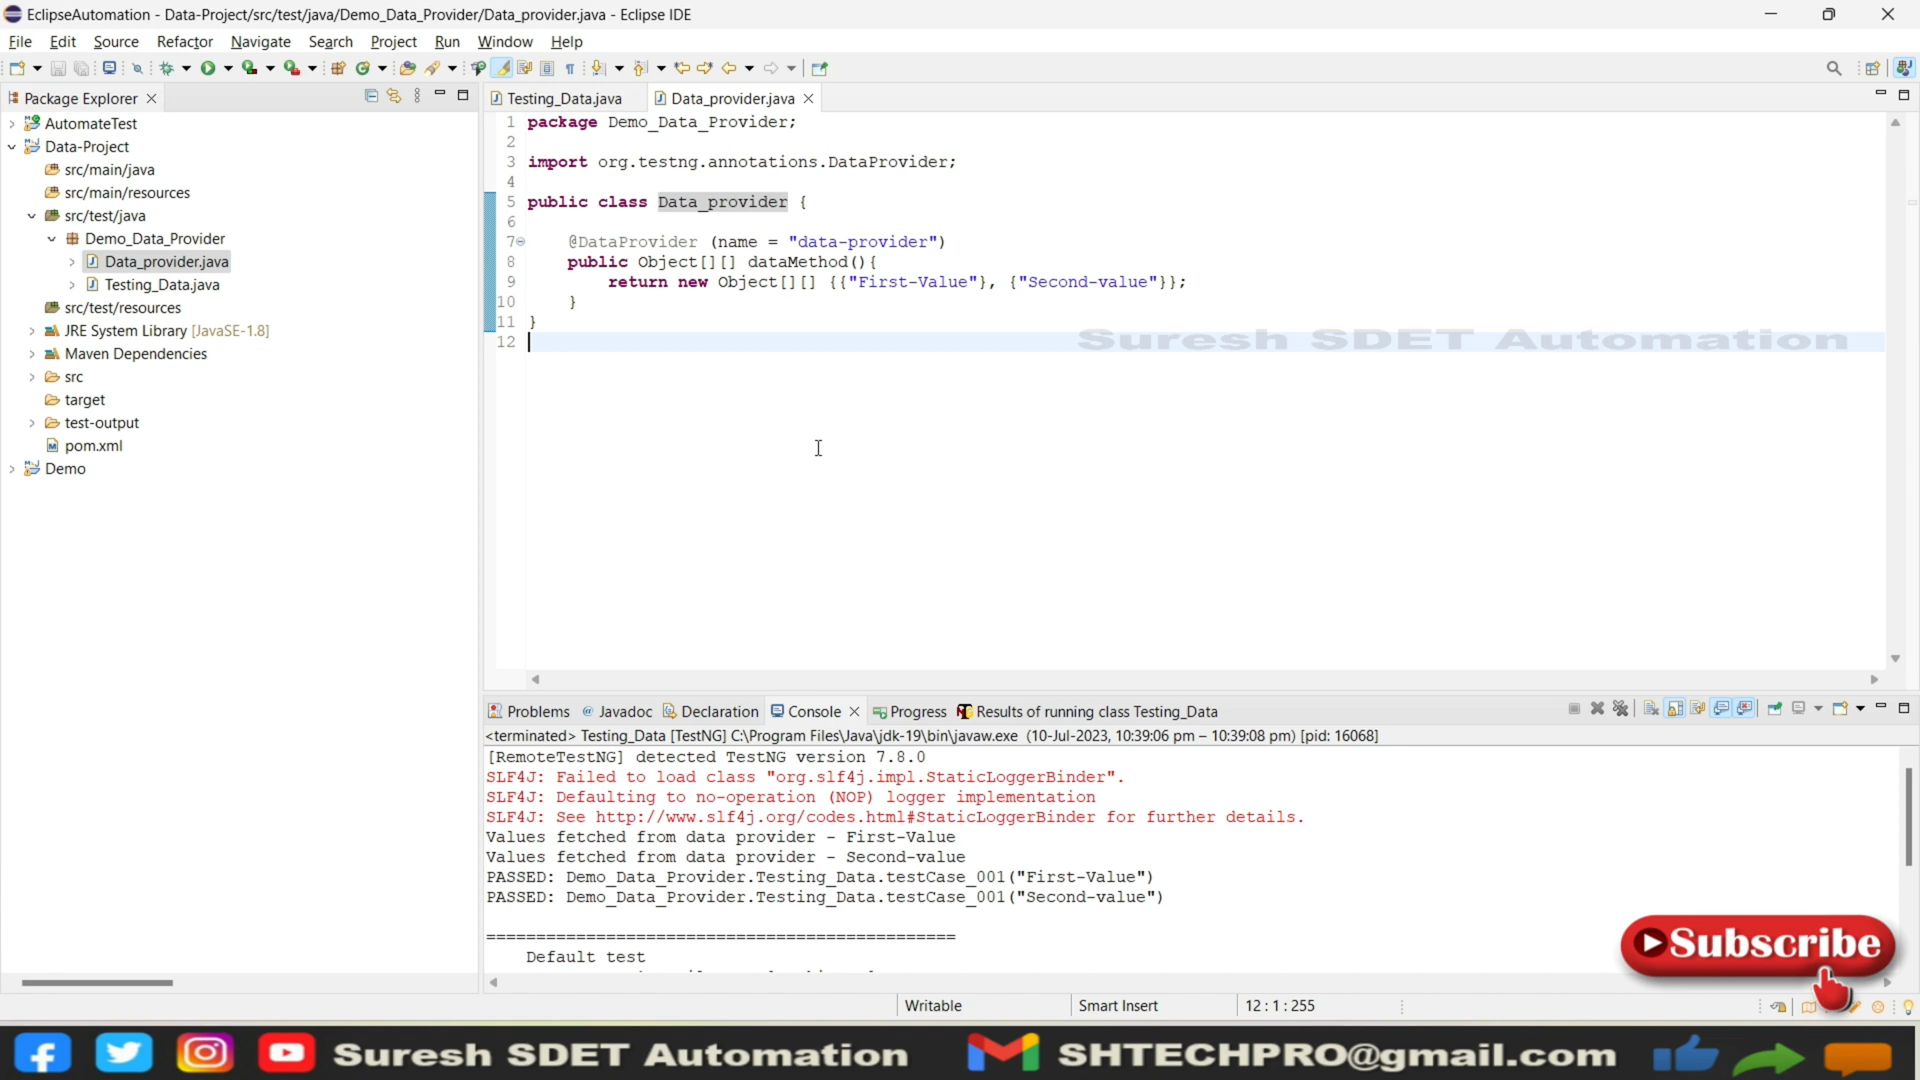 EclipseAutomation - Data-Project/src/test/java/Demo_Data_Provider/Data_provider.java - Eclipse IDE
File Edit Source Refactor Navigate Search Project Run Window Help
Package Explorer
AutomateTest
Data-Project
src/main/java
src/main/resources
src/test/java
Demo_Data_Provider
Data_provider.java
Testing_Data.java
src/test/resources
JRE System Library [JavaSE-1.8]
Maven Dependencies
src
target
test-output
pom.xml
Demo
Testing_Data.java Data_provider.java
1 package Demo_Data_Provider;
2
3 import org.testng.annotations.DataProvider;
4
5 public class Data_provider {
6
7 @DataProvider (name = "data-provider")
8 public Object[][] dataMethod(){
9 return new Object[][] {{"First-Value"}, {"Second-value"}};
10 }
11 }
12
Suresh SDET Automation
Problems @ Javadoc Declaration Console Progress Results of running class Testing_Data
<terminated> Testing_Data [TestNG] C:\Program Files\Java\jdk-19\bin\javaw.exe (10-Jul-2023, 10:39:06 pm – 10:39:08 pm) [pid: 16068]
[RemoteTestNG] detected TestNG version 7.8.0
SLF4J: Failed to load class "org.slf4j.impl.StaticLoggerBinder".
SLF4J: Defaulting to no-operation (NOP) logger implementation
SLF4J: See http://www.slf4j.org/codes.html#StaticLoggerBinder for further details.
Values fetched from data provider - First-Value
Values fetched from data provider - Second-value
PASSED: Demo_Data_Provider.Testing_Data.testCase_001("First-Value")
PASSED: Demo_Data_Provider.Testing_Data.testCase_001("Second-value")
===============================================
Default test
Subscribe
Writable Smart Insert 12 : 1 : 255
Suresh SDET Automation SHTECHPRO@gmail.com